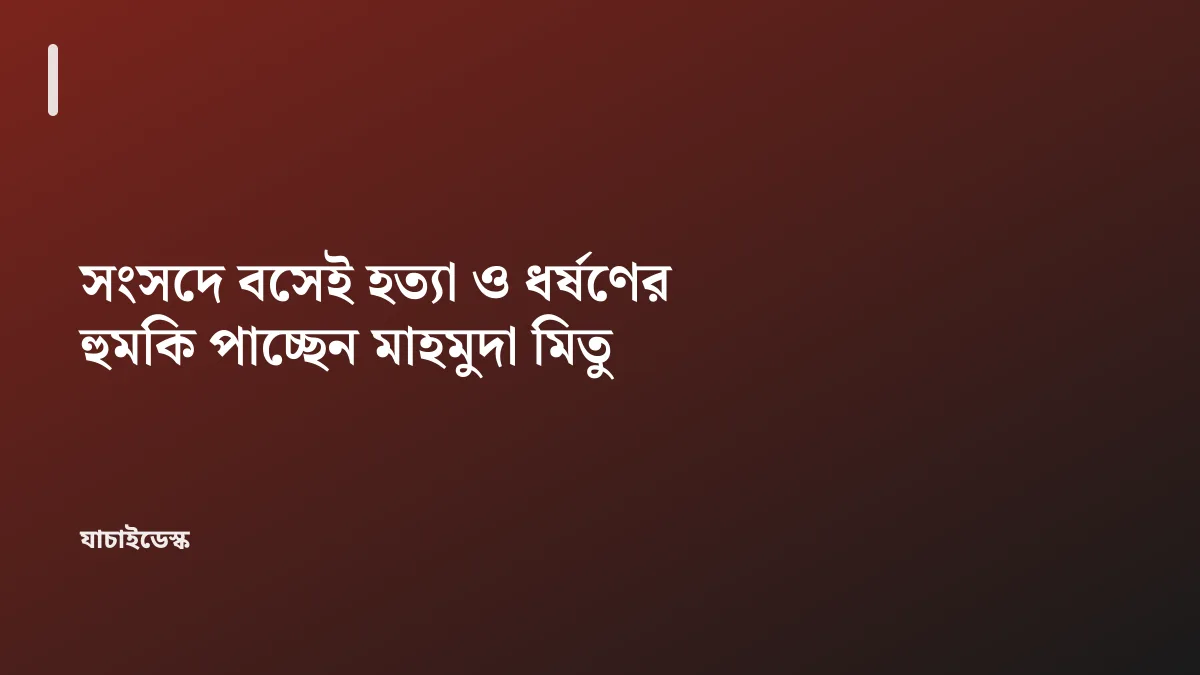 সংসদে বসেই হত্যা ও ধর্ষণের
হুমকি পাচ্ছেন মাহমুদা মিতু
যাচাইডেস্ক